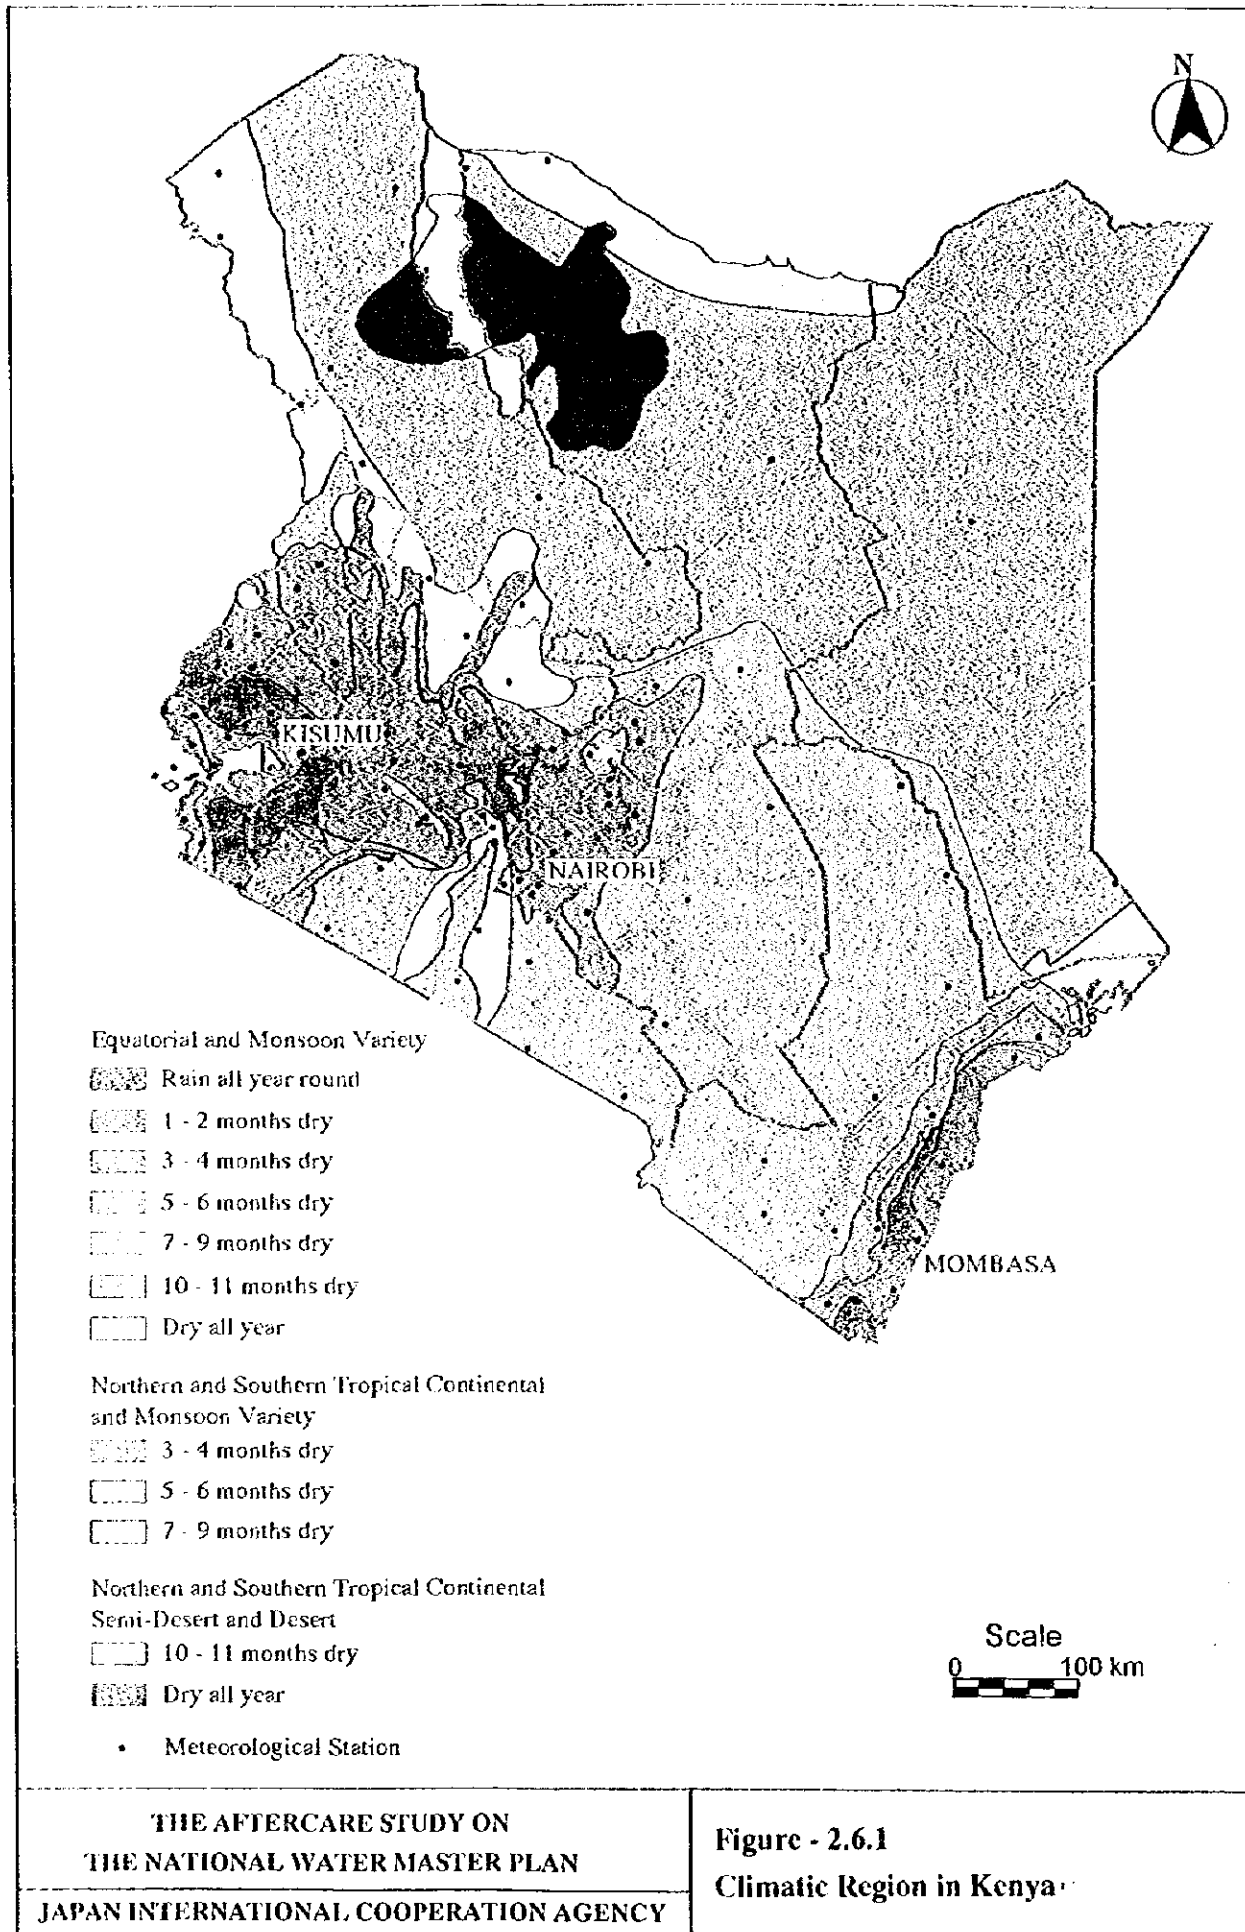 N
KISUMU
NAIROBI
MOMBASA
Equatorial and Monsoon Variety
Rain all year round
1 - 2 months dry
3 - 4 months dry
5 - 6 months dry
7 - 9 months dry
10 - 11 months dry
Dry all year
Northern and Southern Tropical Continental
and Monsoon Variety
3 - 4 months dry
5 - 6 months dry
7 - 9 months dry
Northern and Southern Tropical Continental
Semi-Desert and Desert
10 - 11 months dry
Dry all year
• Meteorological Station
Scale
0 100 km
THE AFTERCARE STUDY ON
THE NATIONAL WATER MASTER PLAN
JAPAN INTERNATIONAL COOPERATION AGENCY
Figure - 2.6.1
Climatic Region in Kenya